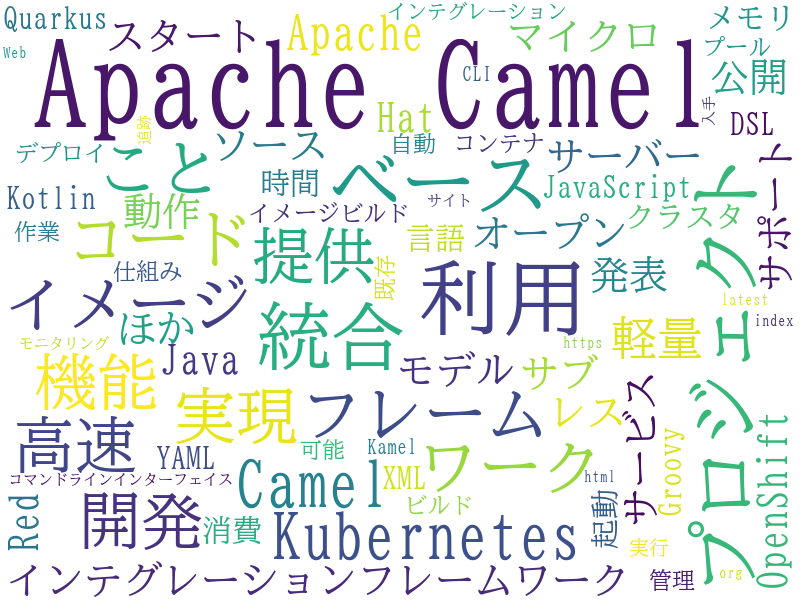 Quarkus
インテグレーション
メモリ
スタート
Apache
マイクロ
プール
Web
Apache Camel
CLI
公開
入手
追跡
Hat
自動
コンテナ
DSL
デプロイ
こと
ソース
サーバー
時間
ベース
JavaScript
Kotlin
動作
イメージビルド
サイト
クラスタ
サポート
作業
コード
提供
言語
オープン
仕組み
既存
発表
イメージ
利用
latest
ほか
統合
index
モニタリング
Java
https
軽量
機能
モデル
サブ
プロジェクト
実現
フレーム
レス
サービス
高速
YAML
可能
Kamel
ワーク
コマンドラインインターフェイス
Camel
XML
html
Groovy
OpenShift
Red
開発
消費
Kubernetes
ビルド
起動
実行
インテグレーションフレームワーク
管理
org